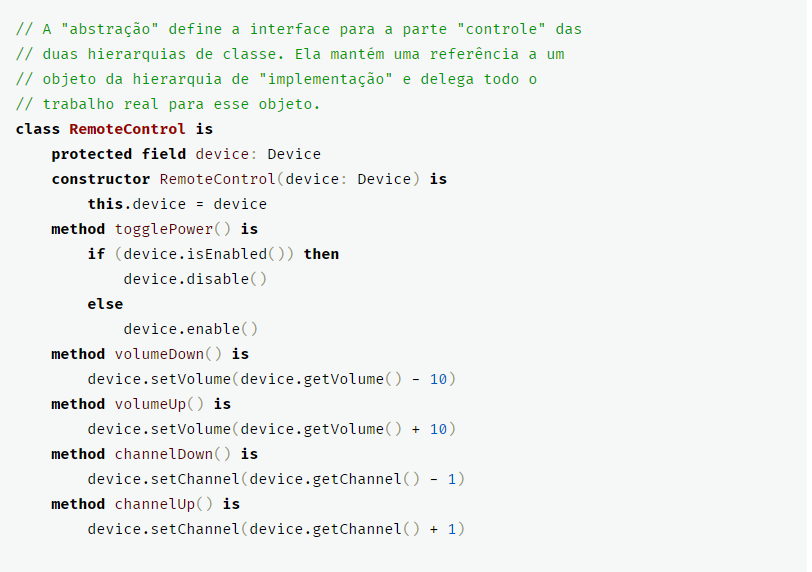 // A "abstração" define a interface para a parte "controle" das
// duas hierarquias de classe. Ela mantém uma referência a um
// objeto da hierarquia de "implementação" e delega todo o
// trabalho real para esse objeto.
class RemoteControl is
    protected field device: Device
    constructor RemoteControl(device: Device) is
        this.device = device
    method togglePower() is
        if (device.isEnabled()) then
            device.disable()
        else
            device.enable()
    method volumeDown() is
        device.setVolume(device.getVolume() - 10)
    method volumeUp() is
        device.setVolume(device.getVolume() + 10)
    method channelDown() is
        device.setChannel(device.getChannel() - 1)
    method channelUp() is
        device.setChannel(device.getChannel() + 1)